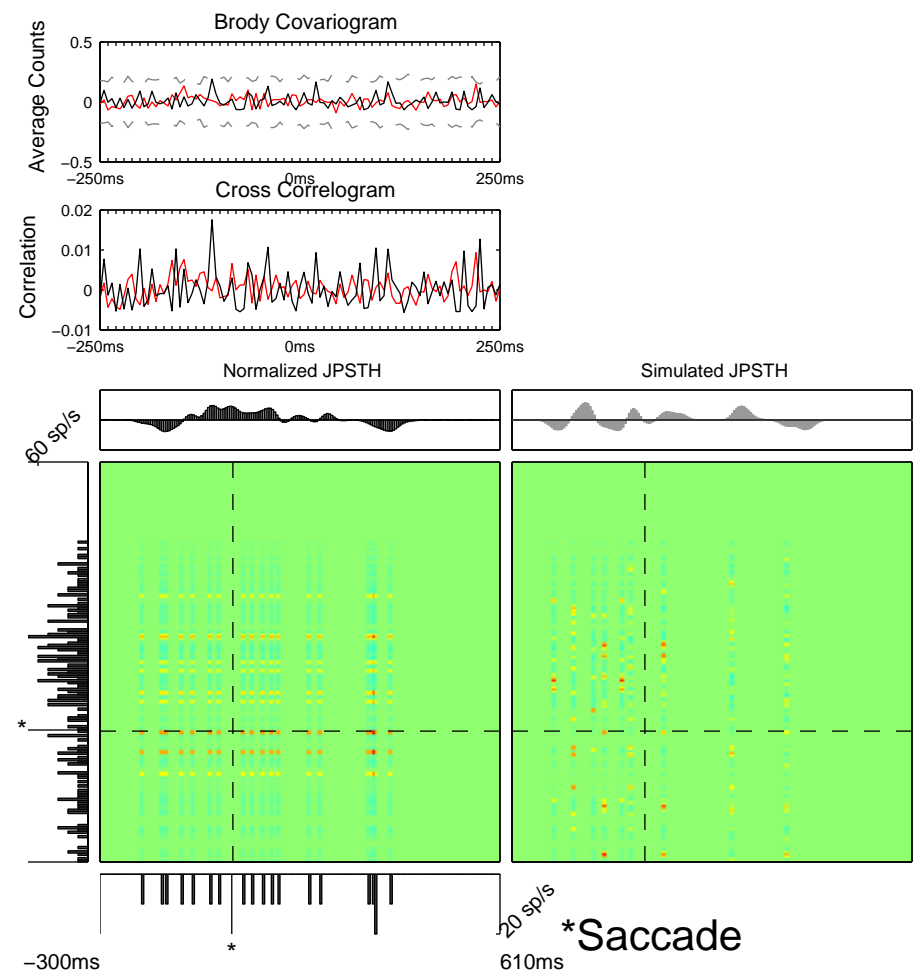 Brody Covariogram
Average Counts
0.5
0
−0.5
−250ms
0ms
250ms
Cross Correlogram
Correlation
0.02
0.01
0
−0.01
−250ms
0ms
250ms
Normalized JPSTH
Simulated JPSTH
60 sp/s
*
*
20 sp/s
*Saccade
−300ms
610ms